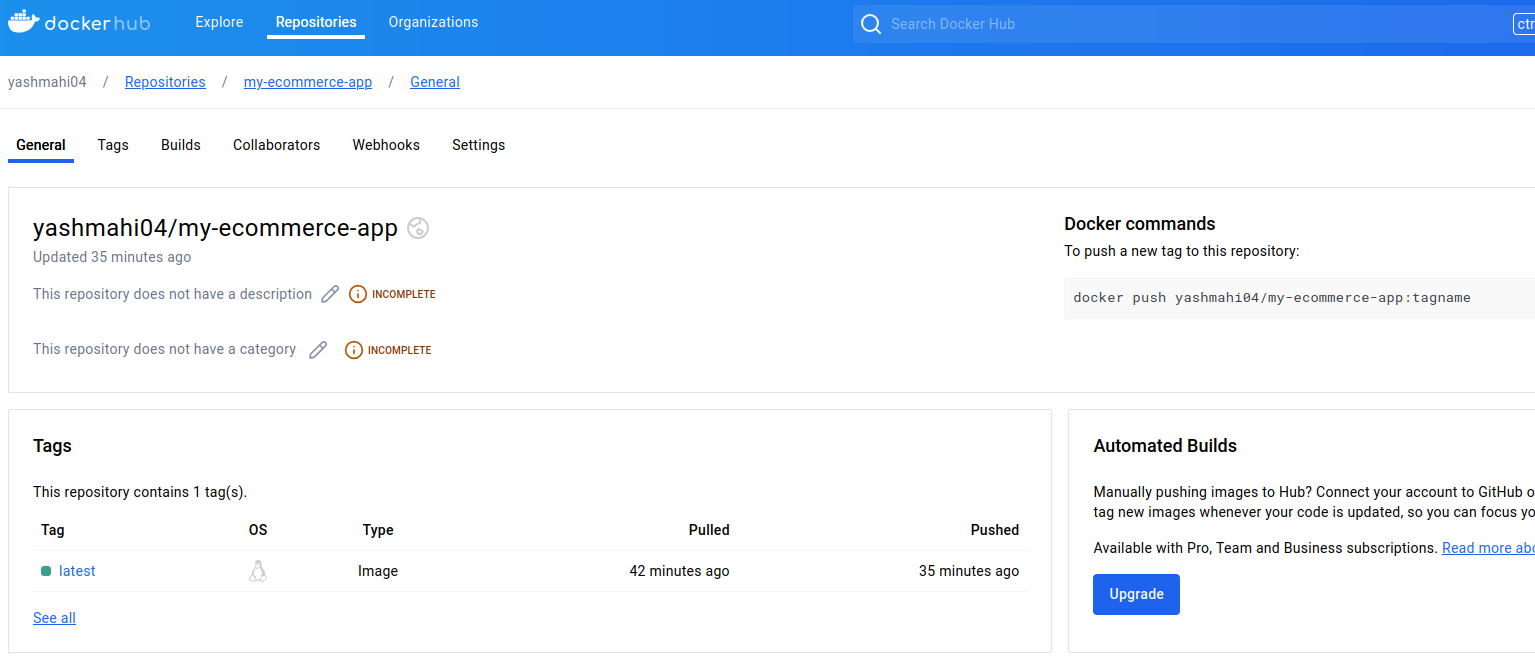 dockerhub Explore Repositories Organizations Search Docker Hub
yashmahi04 / Repositories / my-ecommerce-app / General
General Tags Builds Collaborators Webhooks Settings
yashmahi04/my-ecommerce-app
Updated 35 minutes ago
This repository does not have a description INCOMPLETE
This repository does not have a category INCOMPLETE
Docker commands
To push a new tag to this repository:
docker push yashmahi04/my-ecommerce-app:tagname
Tags
This repository contains 1 tag(s).
Tag OS Type Pulled Pushed
latest Image 42 minutes ago 35 minutes ago
See all
Automated Builds
Manually pushing images to Hub? Connect your account to GitHub
tag new images whenever your code is updated, so you can focus
Available with Pro, Team and Business subscriptions. Read more
Upgrade